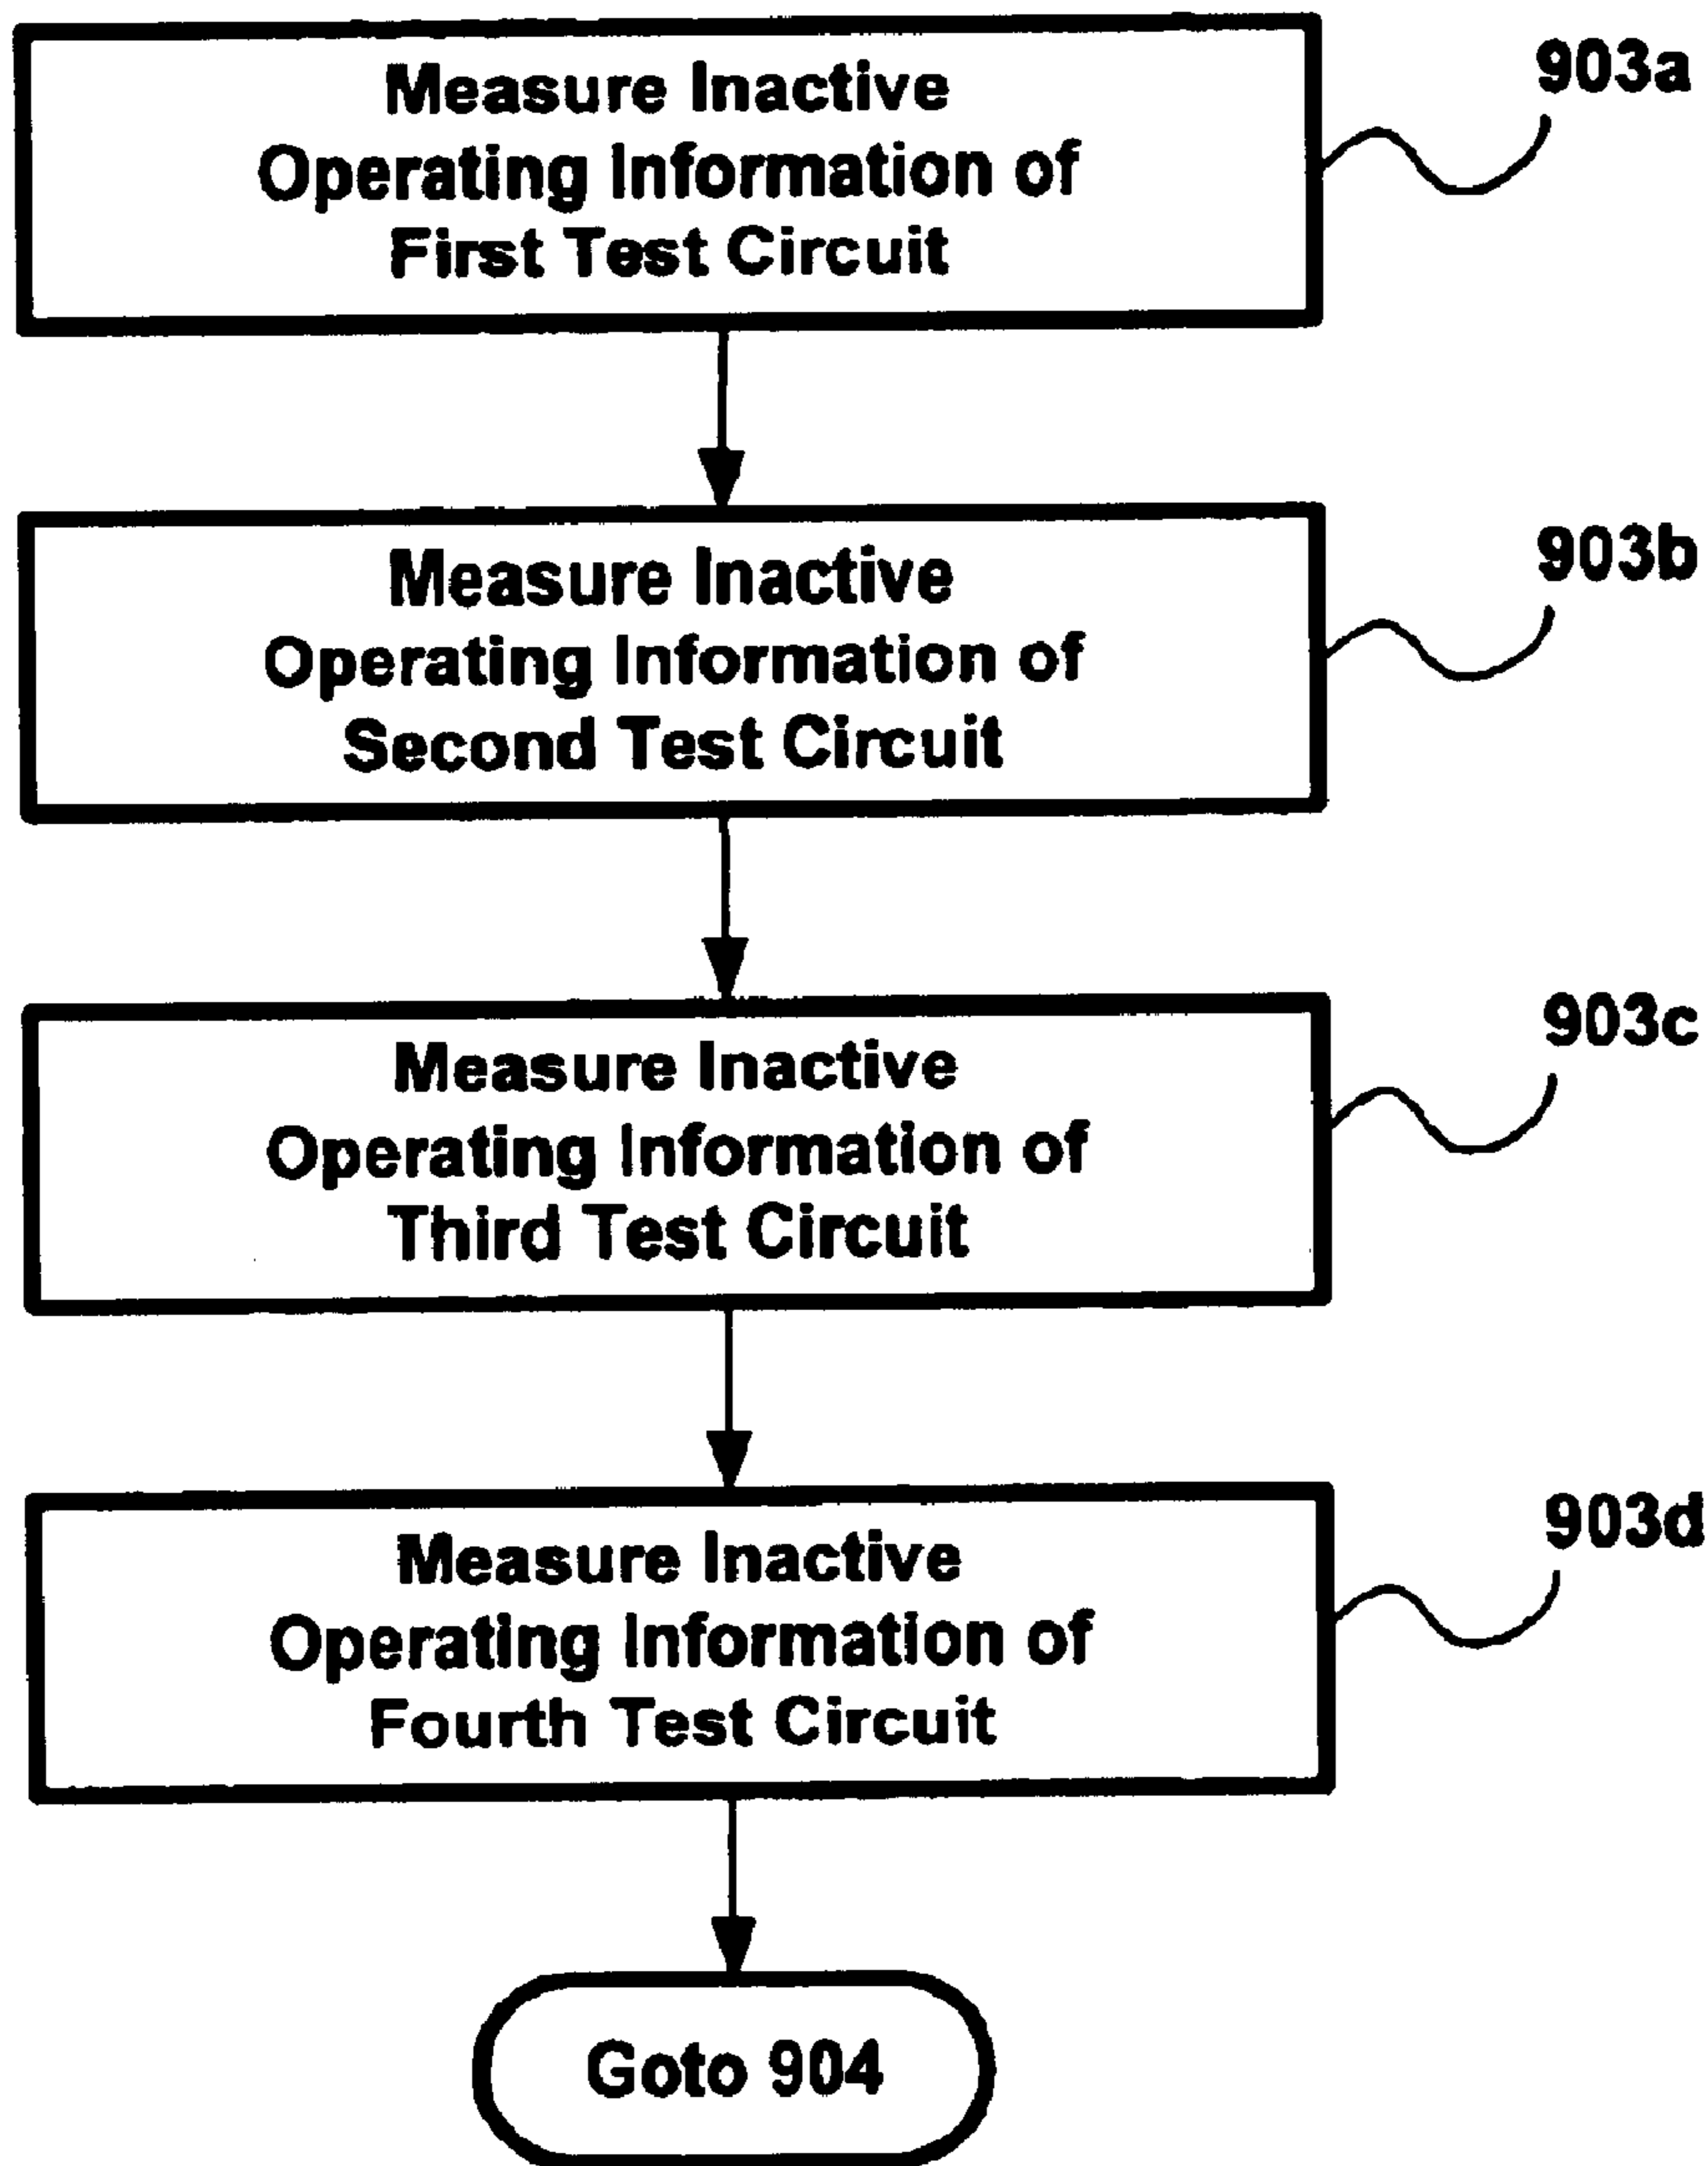 Measure Inactive
Operating Information of
First Test Circuit
903a
Measure Inactive
Operating Information of
Second Test Circuit
903b
Measure Inactive
Operating Information of
Third Test Circuit
903c
Measure Inactive
Operating Information of
Fourth Test Circuit
903d
Goto 904